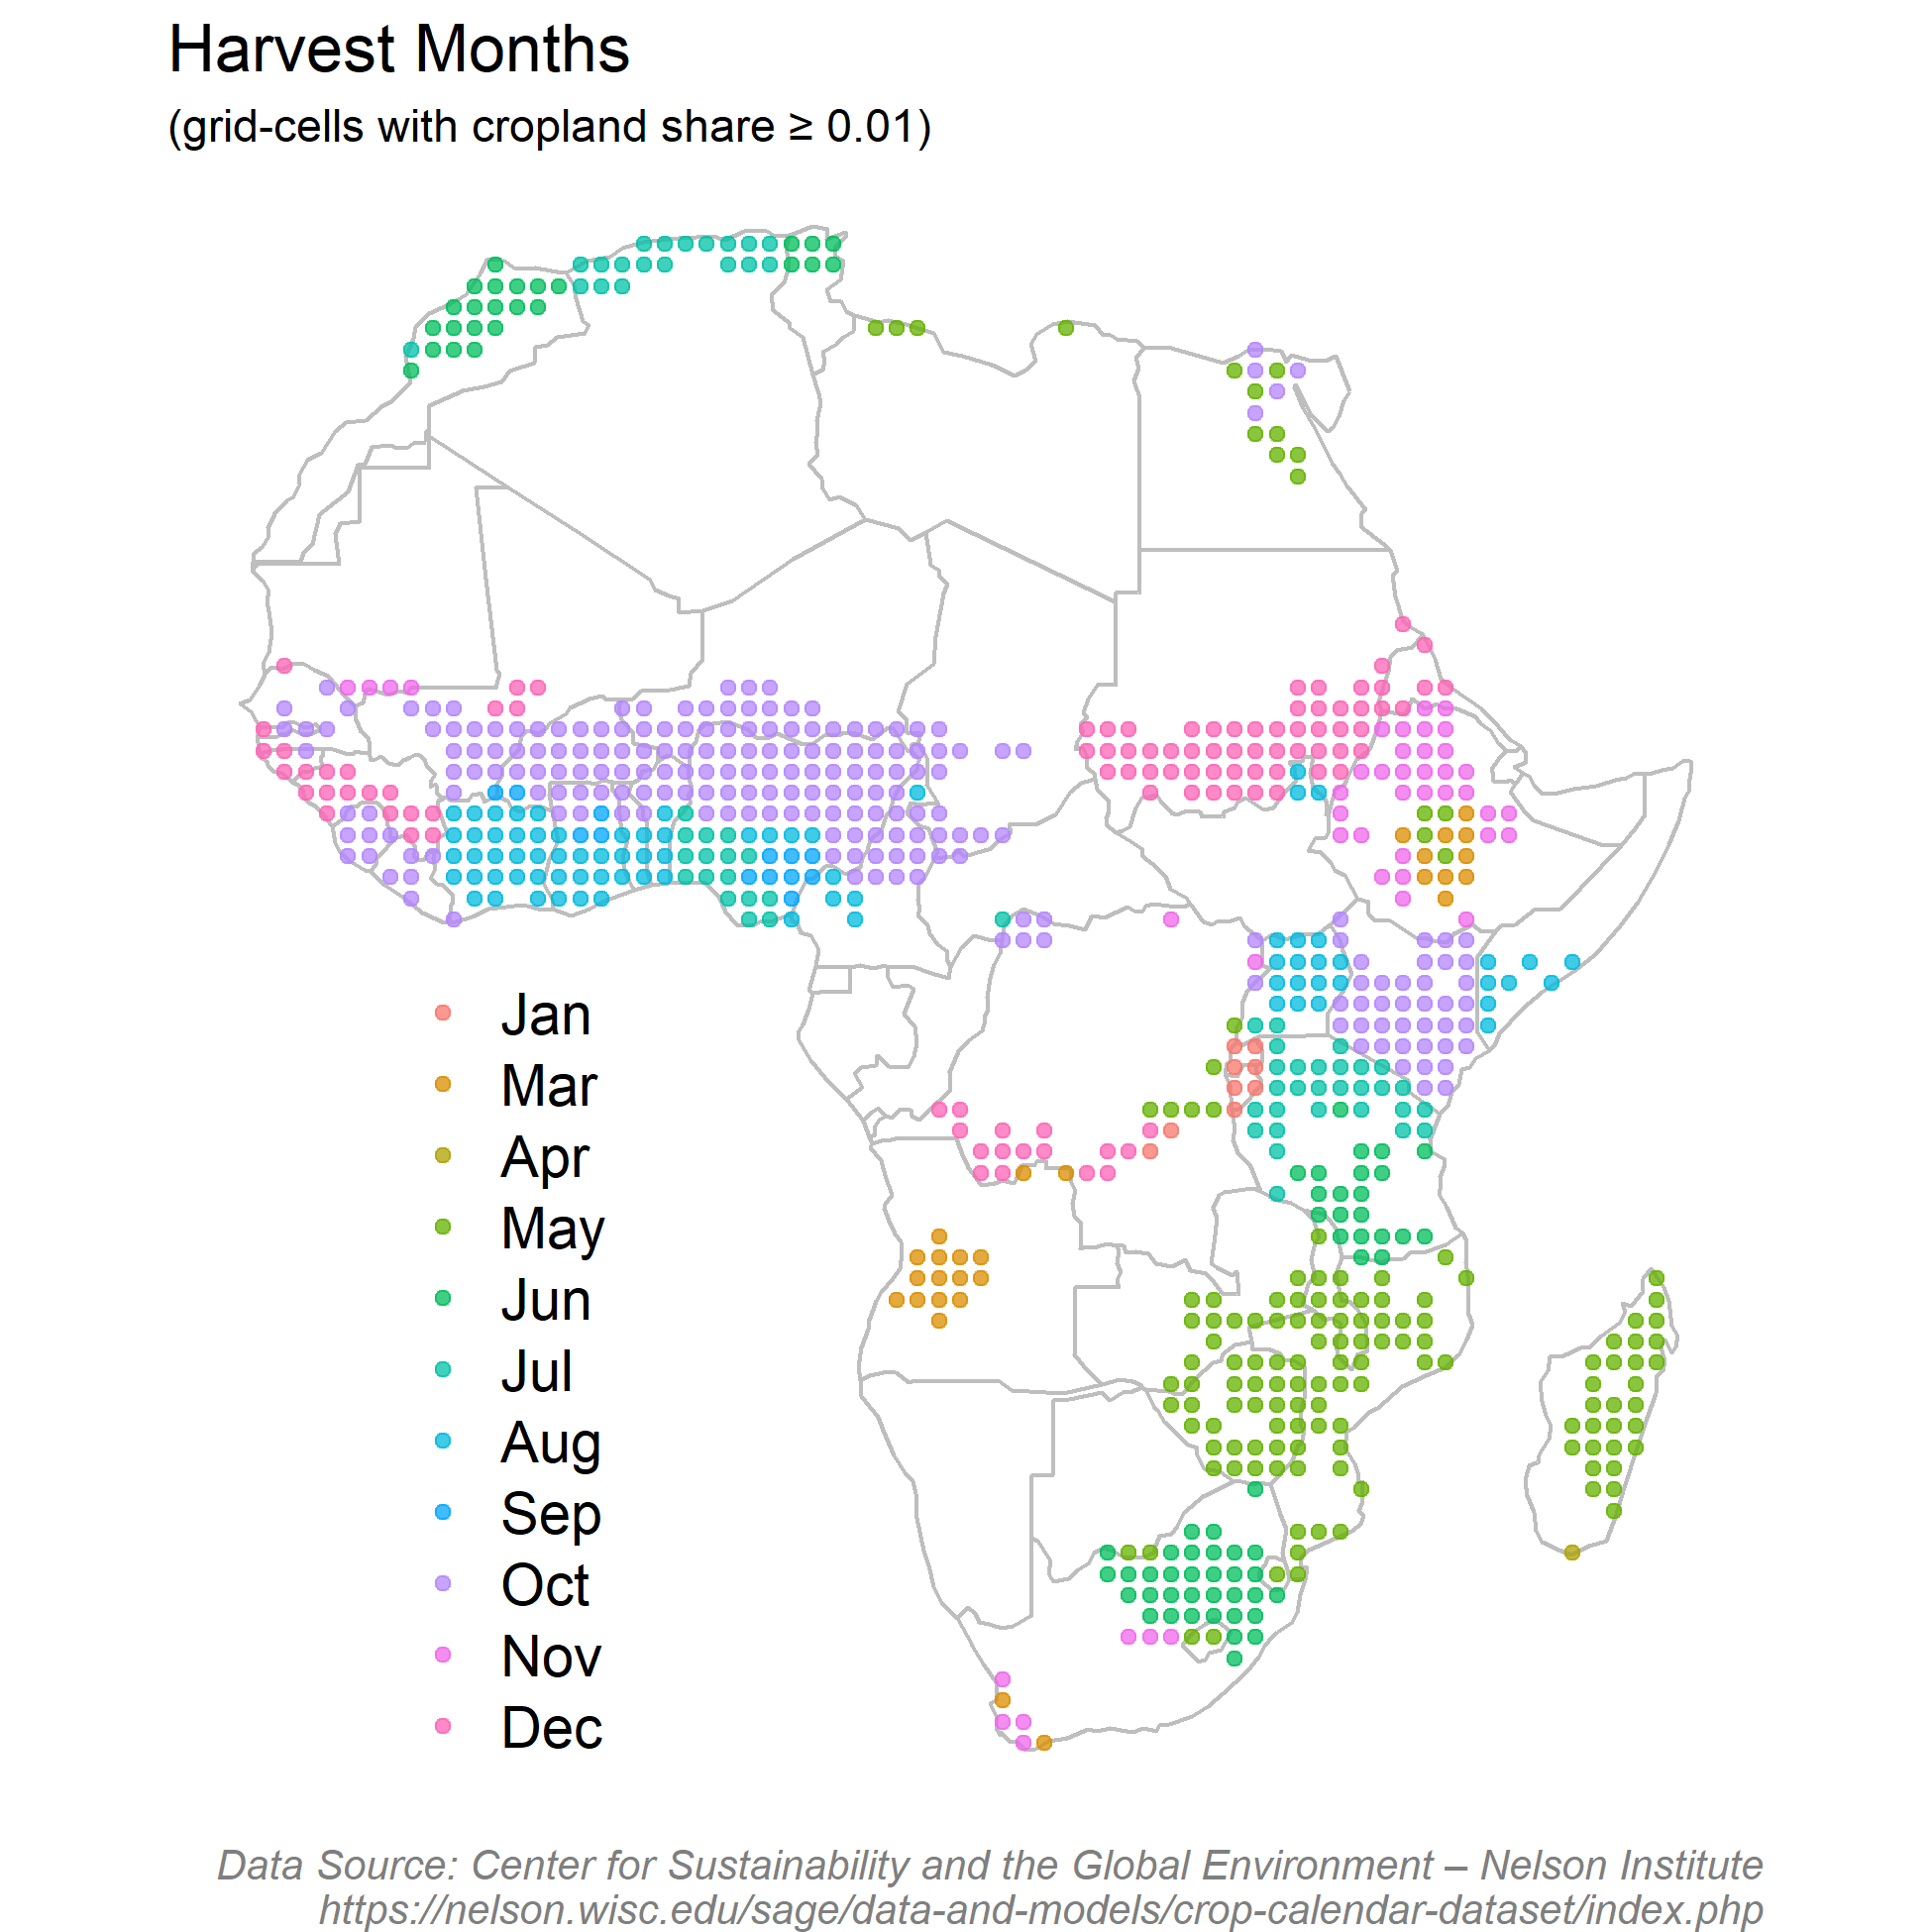 Harvest Months
(grid-cells with cropland share ≥ 0.01)
Jan
Mar
Apr
May
Jun
Jul
Aug
Sep
Oct
Nov
Dec
Data Source: Center for Sustainability and the Global Environment – Nelson Institute
https://nelson.wisc.edu/sage/data-and-models/crop-calendar-dataset/index.php